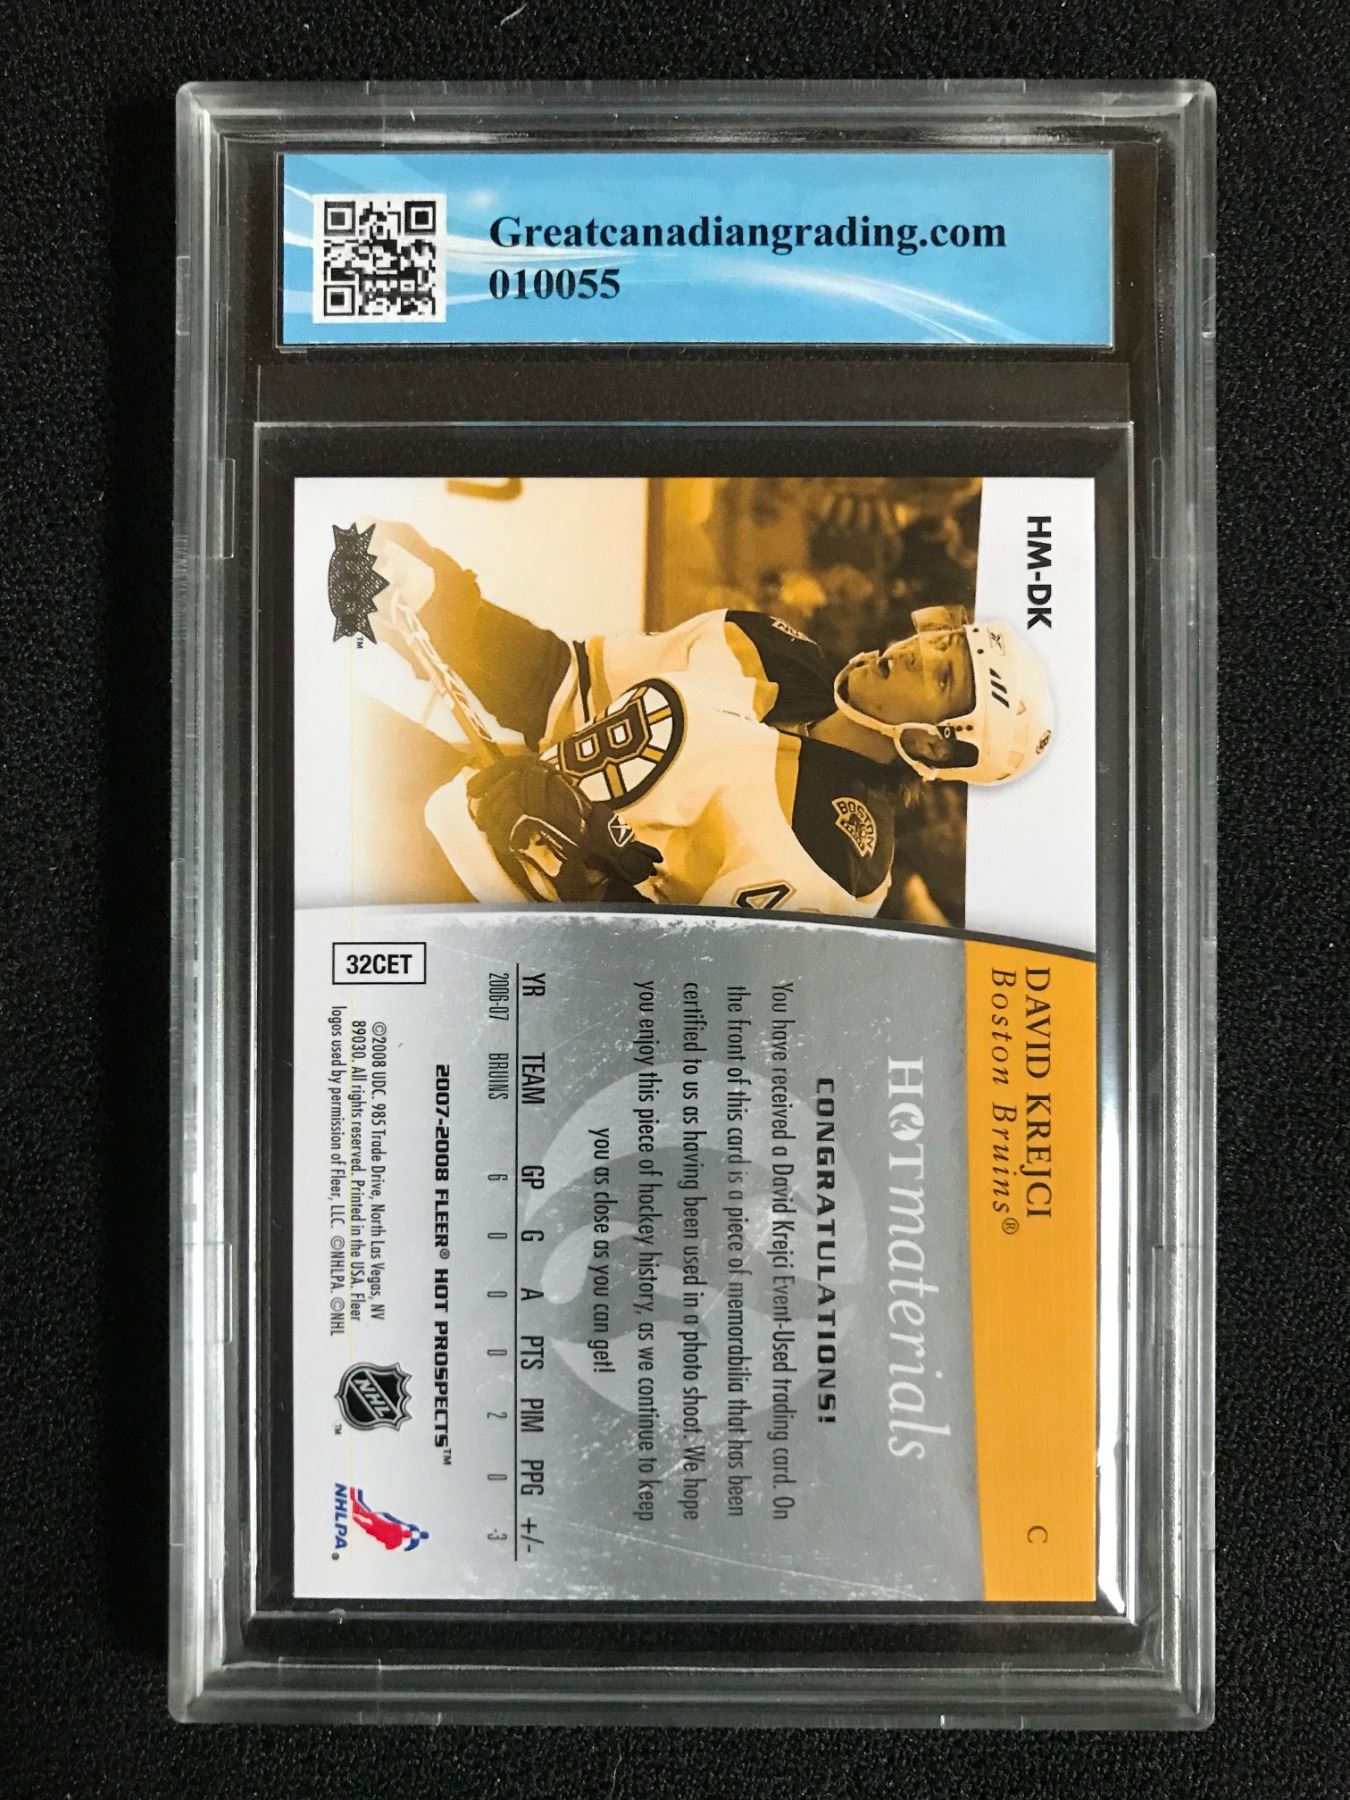 Greatcanadiangrading.com
010055
HM-DK
DAVID KREJCI
Boston Bruins®
C
HOTmaterials
CONGRATULATIONS!
You have received a David Krejci Event-Used trading card. On
the front of this card is a piece of memorabilia that has been
certified to us as having been used in a photo shoot. We hope
you enjoy this piece of hockey history, as we continue to keep
you as close as you can get!
YR TEAM GP G A PTS PIM PPG +/-
2006-07 BRUINS 6 0 0 0 2 0 -3
2007-2008 FLEER® HOT PROSPECTS™
32CET
©2008 UDC. 985 Trade Drive, North Las Vegas, NV
89030. All rights reserved. Printed in the USA. Fleer
logos used by permission of Fleer, LLC. ©NHLPA. ©NHL
NHL
™
NHLPA®
™
B
BOSTON
4